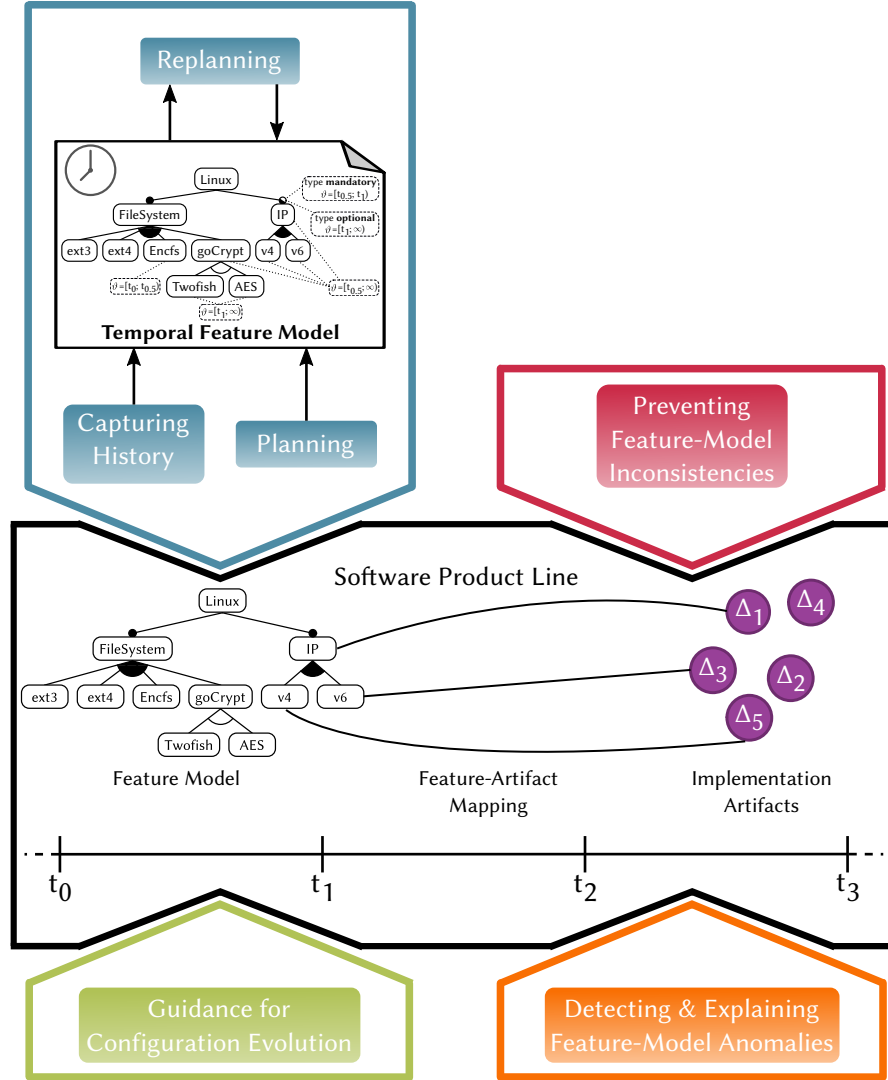 Replanning
Linux
type mandatory
ϑ=[t0.5; t1)
FileSystem
IP
type optional
ϑ=[t1;∞)
ext3
ext4
Encfs
goCrypt
v4
v6
ϑ=[t0; t0.5)
Twofish
AES
ϑ=[t0.5;∞)
ϑ=[t1;∞)
Temporal Feature Model
Capturing
History
Planning
Preventing
Feature-Model
Inconsistencies
Software Product Line
Linux
FileSystem
IP
ext3
ext4
Encfs
goCrypt
v4
v6
Twofish
AES
Δ1
Δ4
Δ3
Δ2
Δ5
Feature Model
Feature-Artifact
Mapping
Implementation
Artifacts
t0
t1
t2
t3
Guidance for
Configuration Evolution
Detecting & Explaining
Feature-Model Anomalies